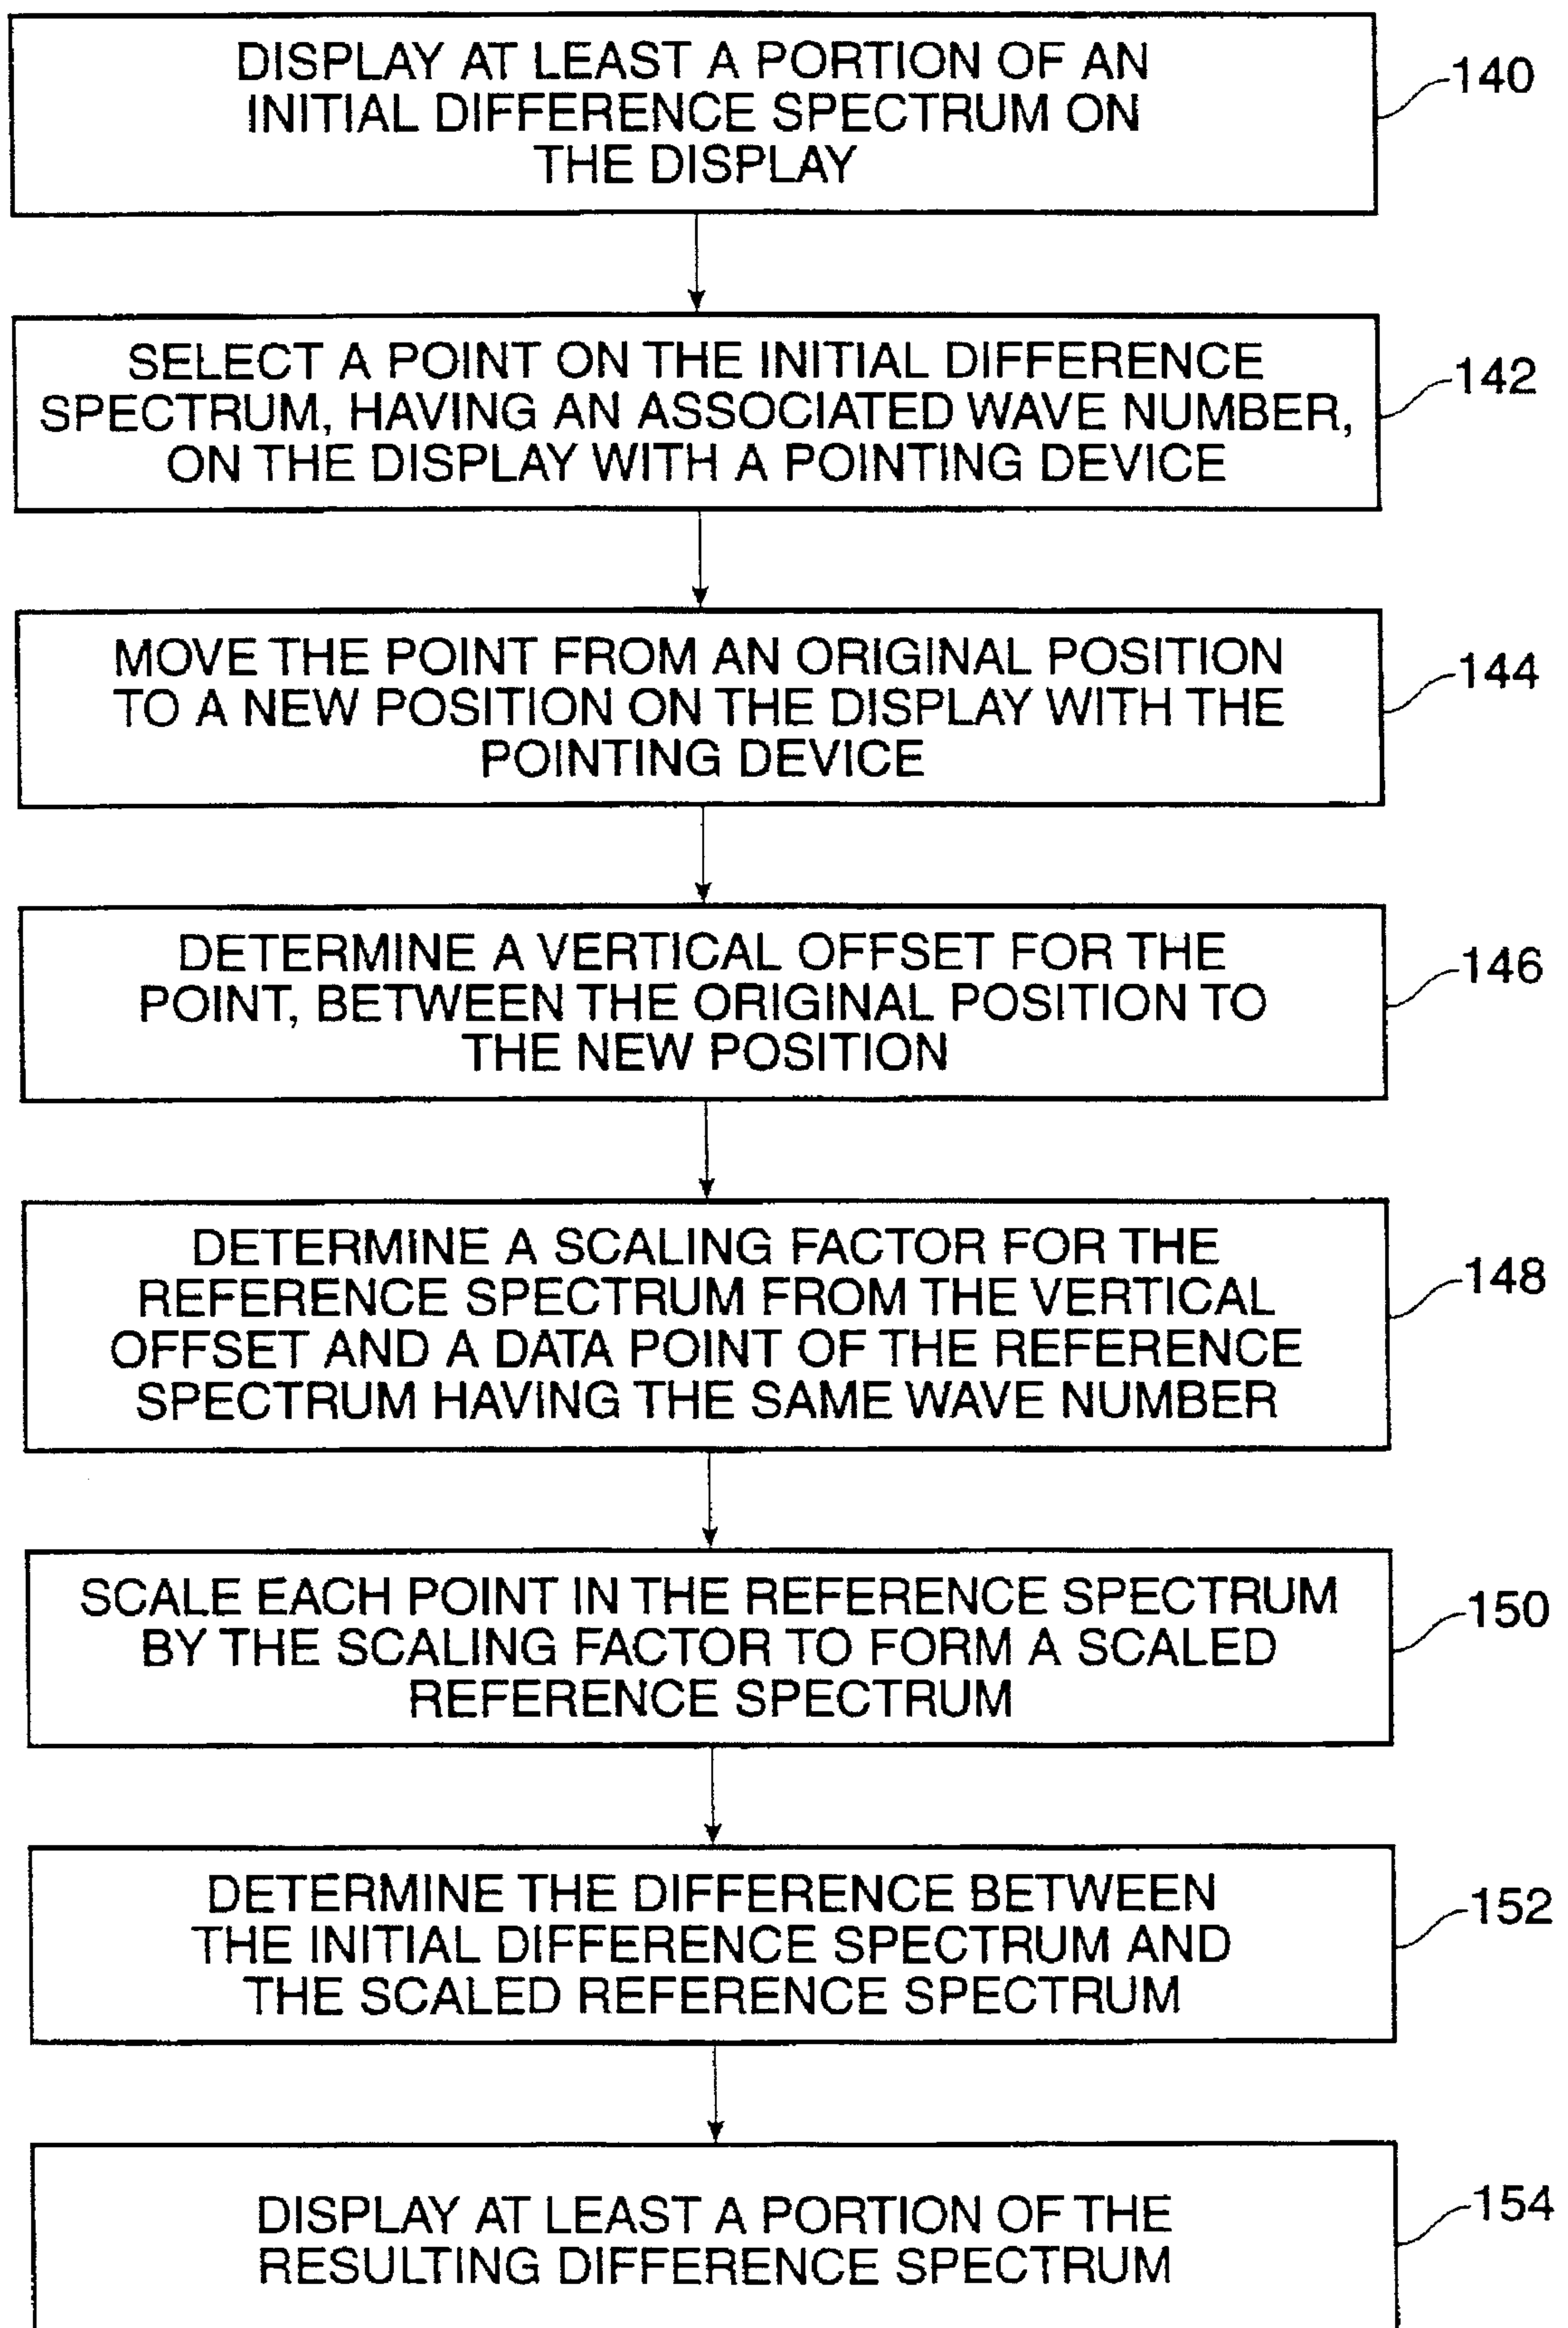 DISPLAY AT LEAST A PORTION OF AN
INITIAL DIFFERENCE SPECTRUM ON
THE DISPLAY
140
SELECT A POINT ON THE INITIAL DIFFERENCE
SPECTRUM, HAVING AN ASSOCIATED WAVE NUMBER,
ON THE DISPLAY WITH A POINTING DEVICE
142
MOVE THE POINT FROM AN ORIGINAL POSITION
TO A NEW POSITION ON THE DISPLAY WITH THE
POINTING DEVICE
144
DETERMINE A VERTICAL OFFSET FOR THE
POINT, BETWEEN THE ORIGINAL POSITION TO
THE NEW POSITION
146
DETERMINE A SCALING FACTOR FOR THE
REFERENCE SPECTRUM FROM THE VERTICAL
OFFSET AND A DATA POINT OF THE REFERENCE
SPECTRUM HAVING THE SAME WAVE NUMBER
148
SCALE EACH POINT IN THE REFERENCE SPECTRUM
BY THE SCALING FACTOR TO FORM A SCALED
REFERENCE SPECTRUM
150
DETERMINE THE DIFFERENCE BETWEEN
THE INITIAL DIFFERENCE SPECTRUM AND
THE SCALED REFERENCE SPECTRUM
152
DISPLAY AT LEAST A PORTION OF THE
RESULTING DIFFERENCE SPECTRUM
154